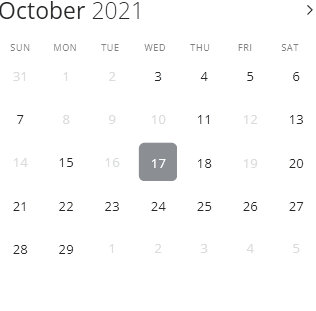 October 2021
SUN MON TUE WED THU FRI SAT
31 1 2 3 4 5 6
7 8 9 10 11 12 13
14 15 16 17 18 19 20
21 22 23 24 25 26 27
28 29 1 2 3 4 5